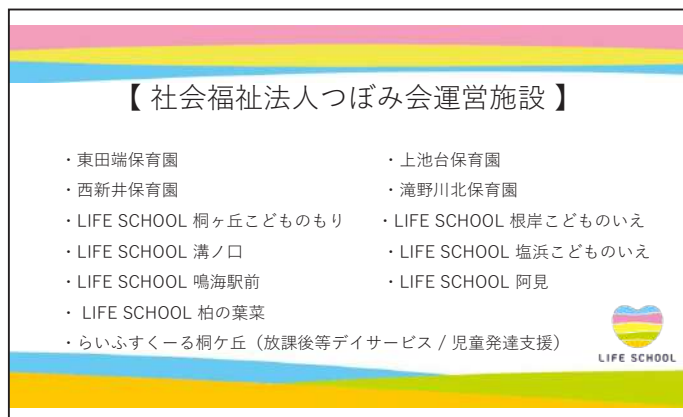 【 社会福祉法人つぼみ会運営施設 】
・東田端保育園
・上池台保育園
・西新井保育園
・滝野川北保育園
・LIFE SCHOOL 桐ヶ丘こどものもり
・LIFE SCHOOL 根岸こどものいえ
・LIFE SCHOOL 溝ノ口
・LIFE SCHOOL 塩浜こどものいえ
・LIFE SCHOOL 鳴海駅前
・LIFE SCHOOL 阿見
・ LIFE SCHOOL 柏の葉菜
・らいふすくーる桐ケ丘（放課後等デイサービス / 児童発達支援）
LIFE SCHOOL